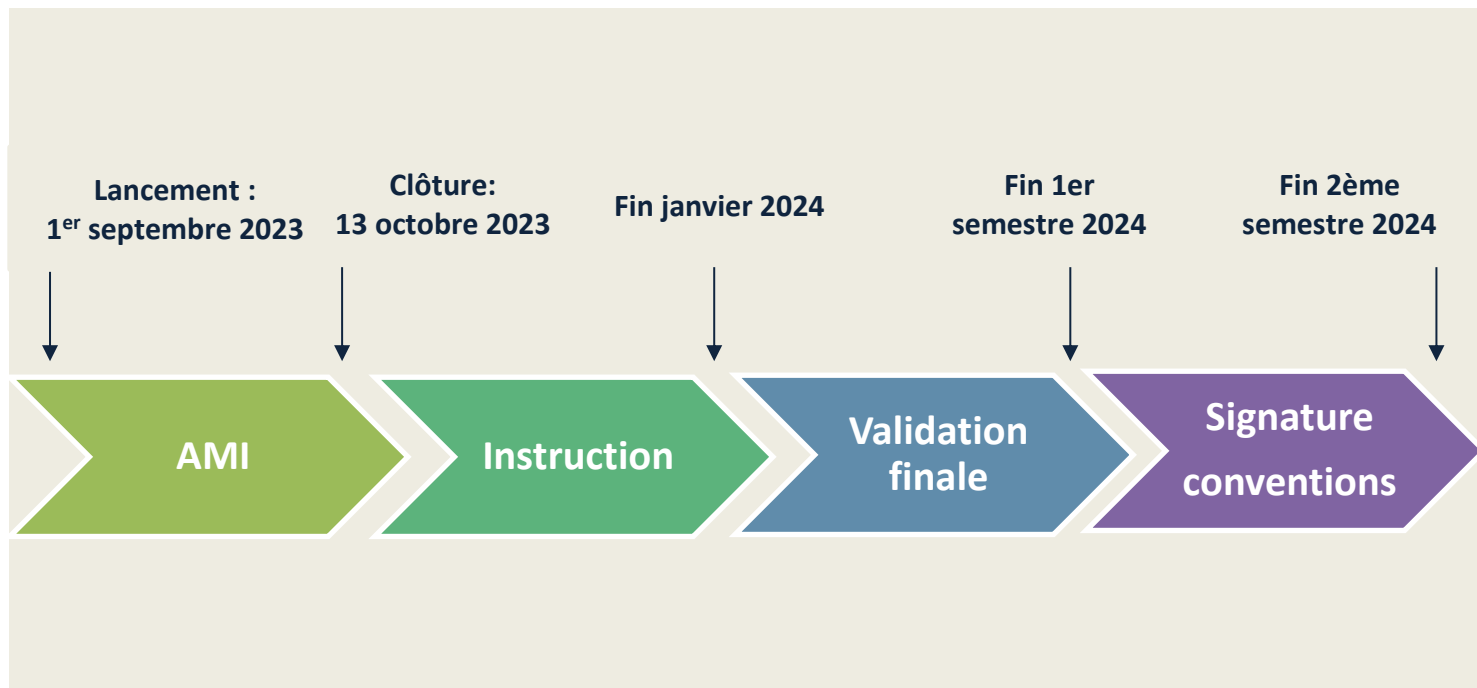 Lancement :
1er septembre 2023
Clôture:
13 octobre 2023
Fin janvier 2024
Fin 1er
semestre 2024
Fin 2ème
semestre 2024
AMI
Instruction
Validation
finale
Signature
conventions